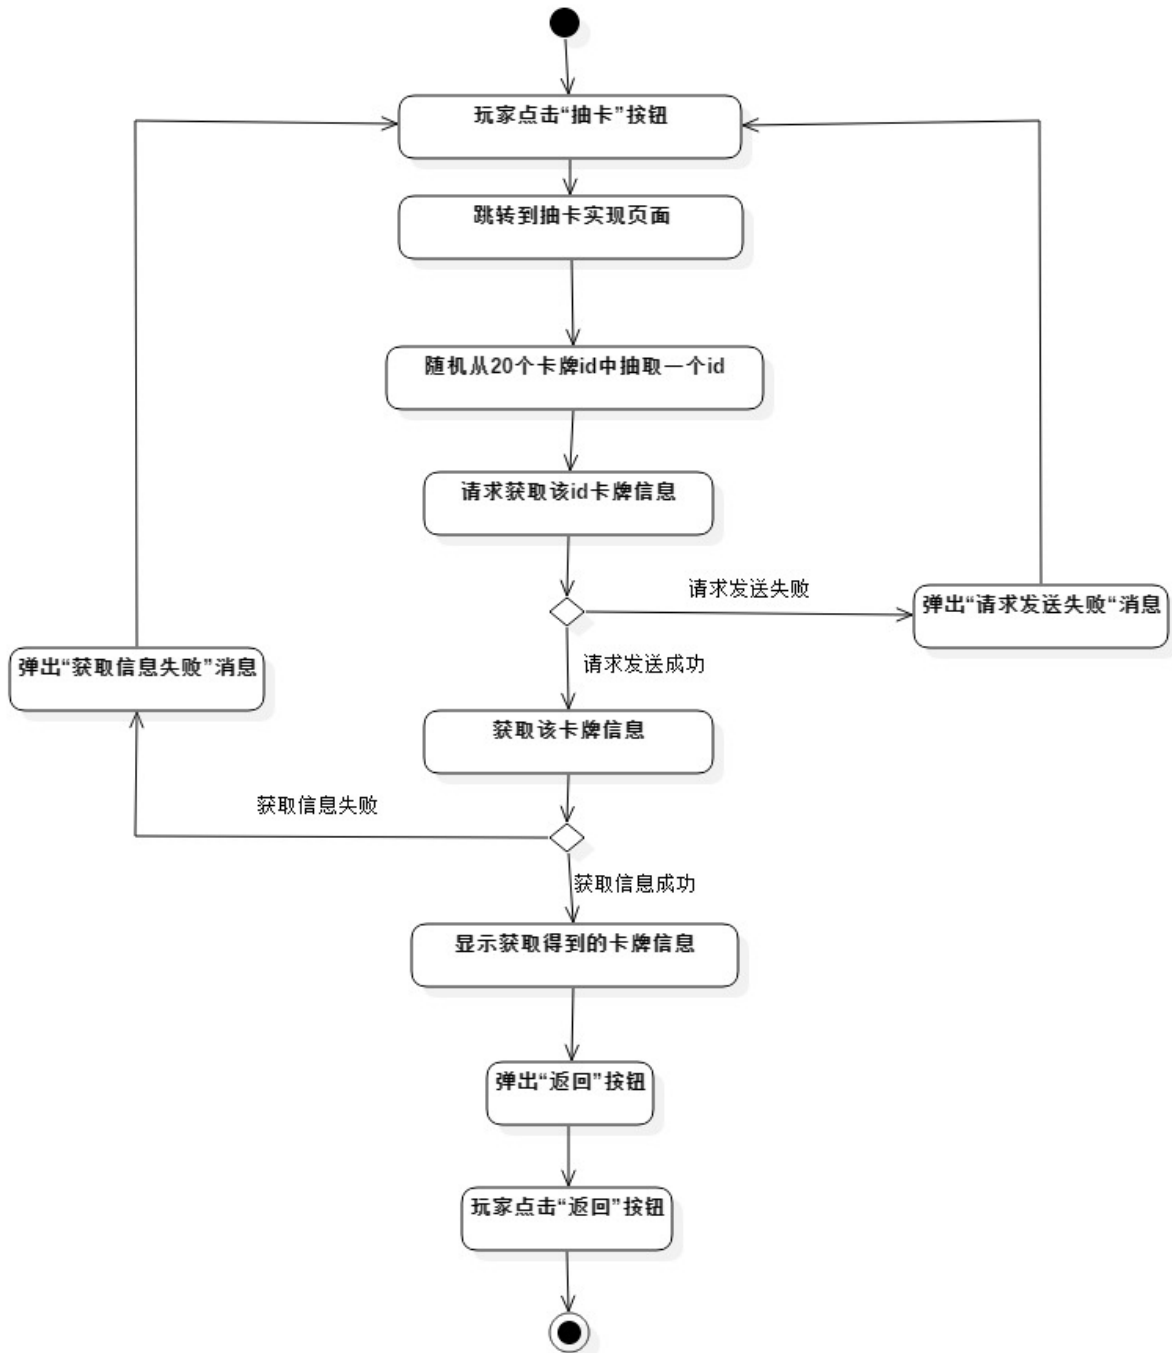 玩家点击“抽卡”按钮
跳转到抽卡实现页面
随机从20个卡牌id中抽取一个id
请求获取该id卡牌信息
请求发送失败
弹出“请求发送失败“消息
请求发送成功
弹出“获取信息失败”消息
获取该卡牌信息
获取信息失败
获取信息成功
显示获取得到的卡牌信息
弹出“返回”按钮
玩家点击“返回”按钮